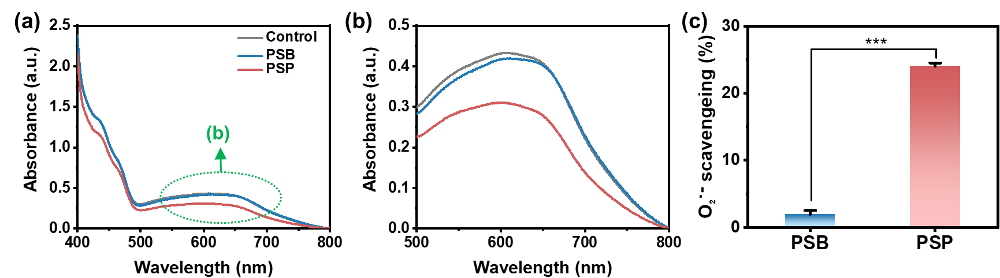 (a)
2.5
2.0
1.5
1.0
0.5
0.0
Absorbance (a.u.)
Control
PSB
PSP
(b)
400 500 600 700 800
Wavelength (nm)
(b)
0.5
0.4
0.3
0.2
0.1
0.0
Absorbance (a.u.)
500 600 700 800
Wavelength (nm)
(c)
30
20
10
0
O₂˙⁻ scavengeing (%)
***
PSB PSP